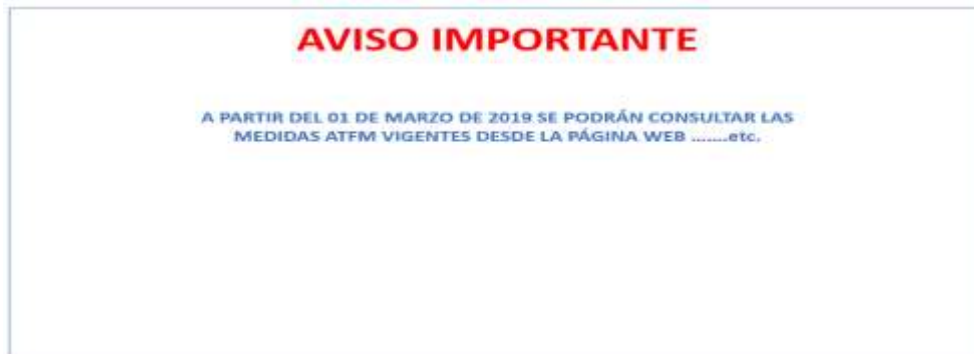 AVISO IMPORTANTE
A PARTIR DEL 01 DE MARZO DE 2019 SE PODRÁN CONSULTAR LAS
MEDIDAS ATFM VIGENTES DESDE LA PÁGINA WEB .......etc.